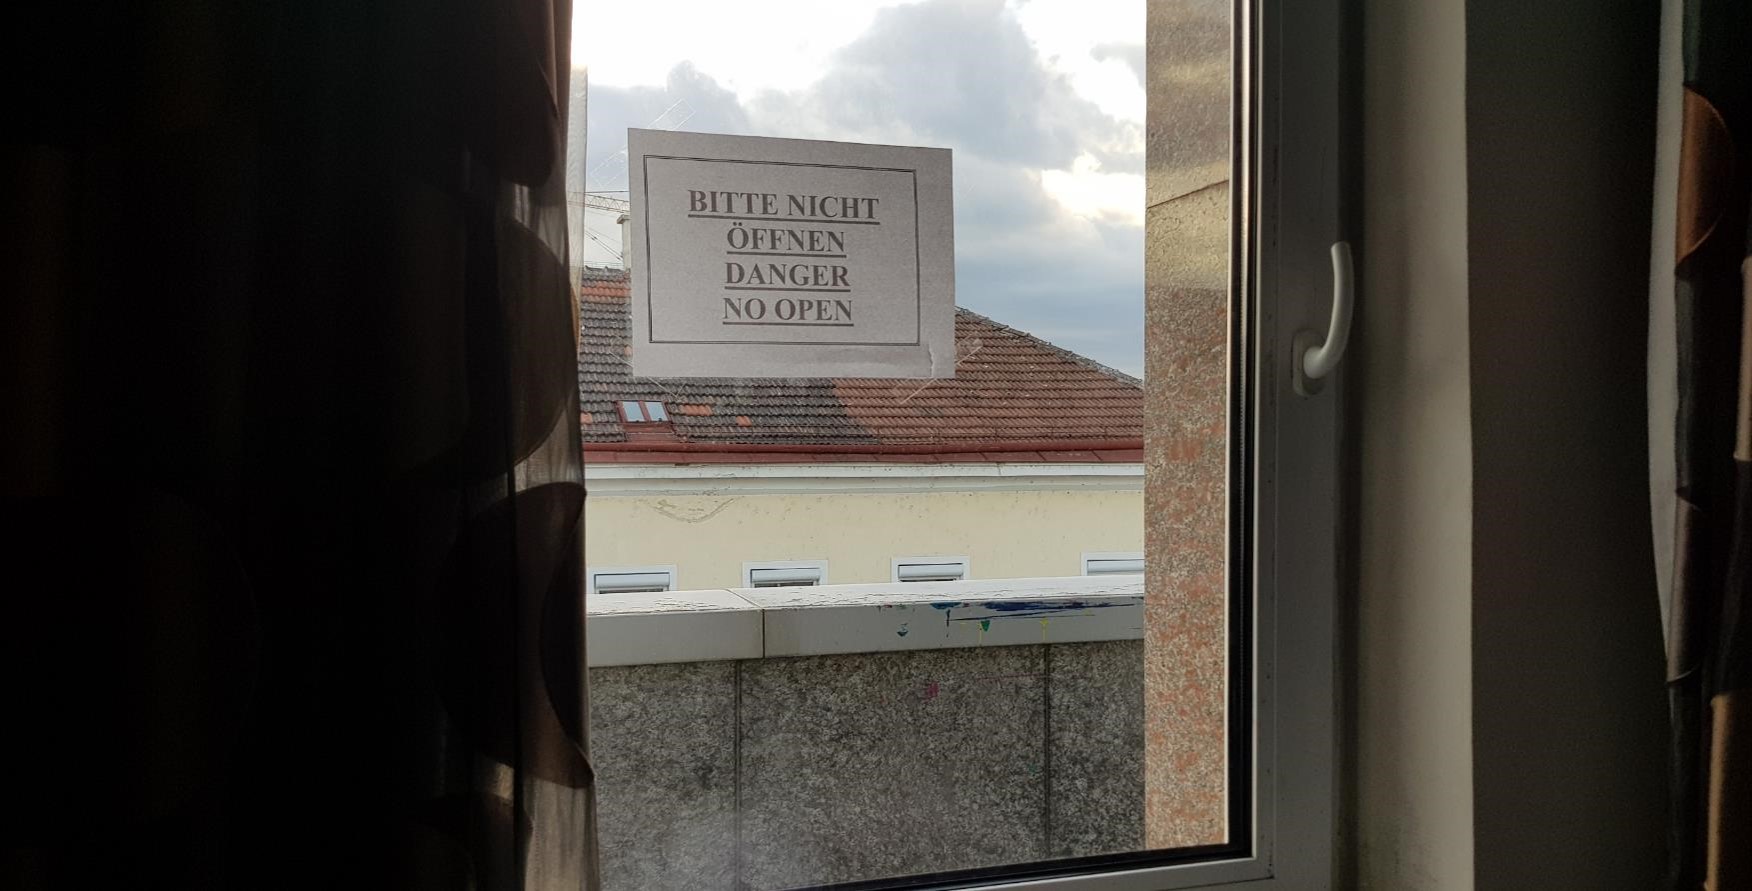 BITTE NICHT
ÖFFNEN
DANGER
NO OPEN